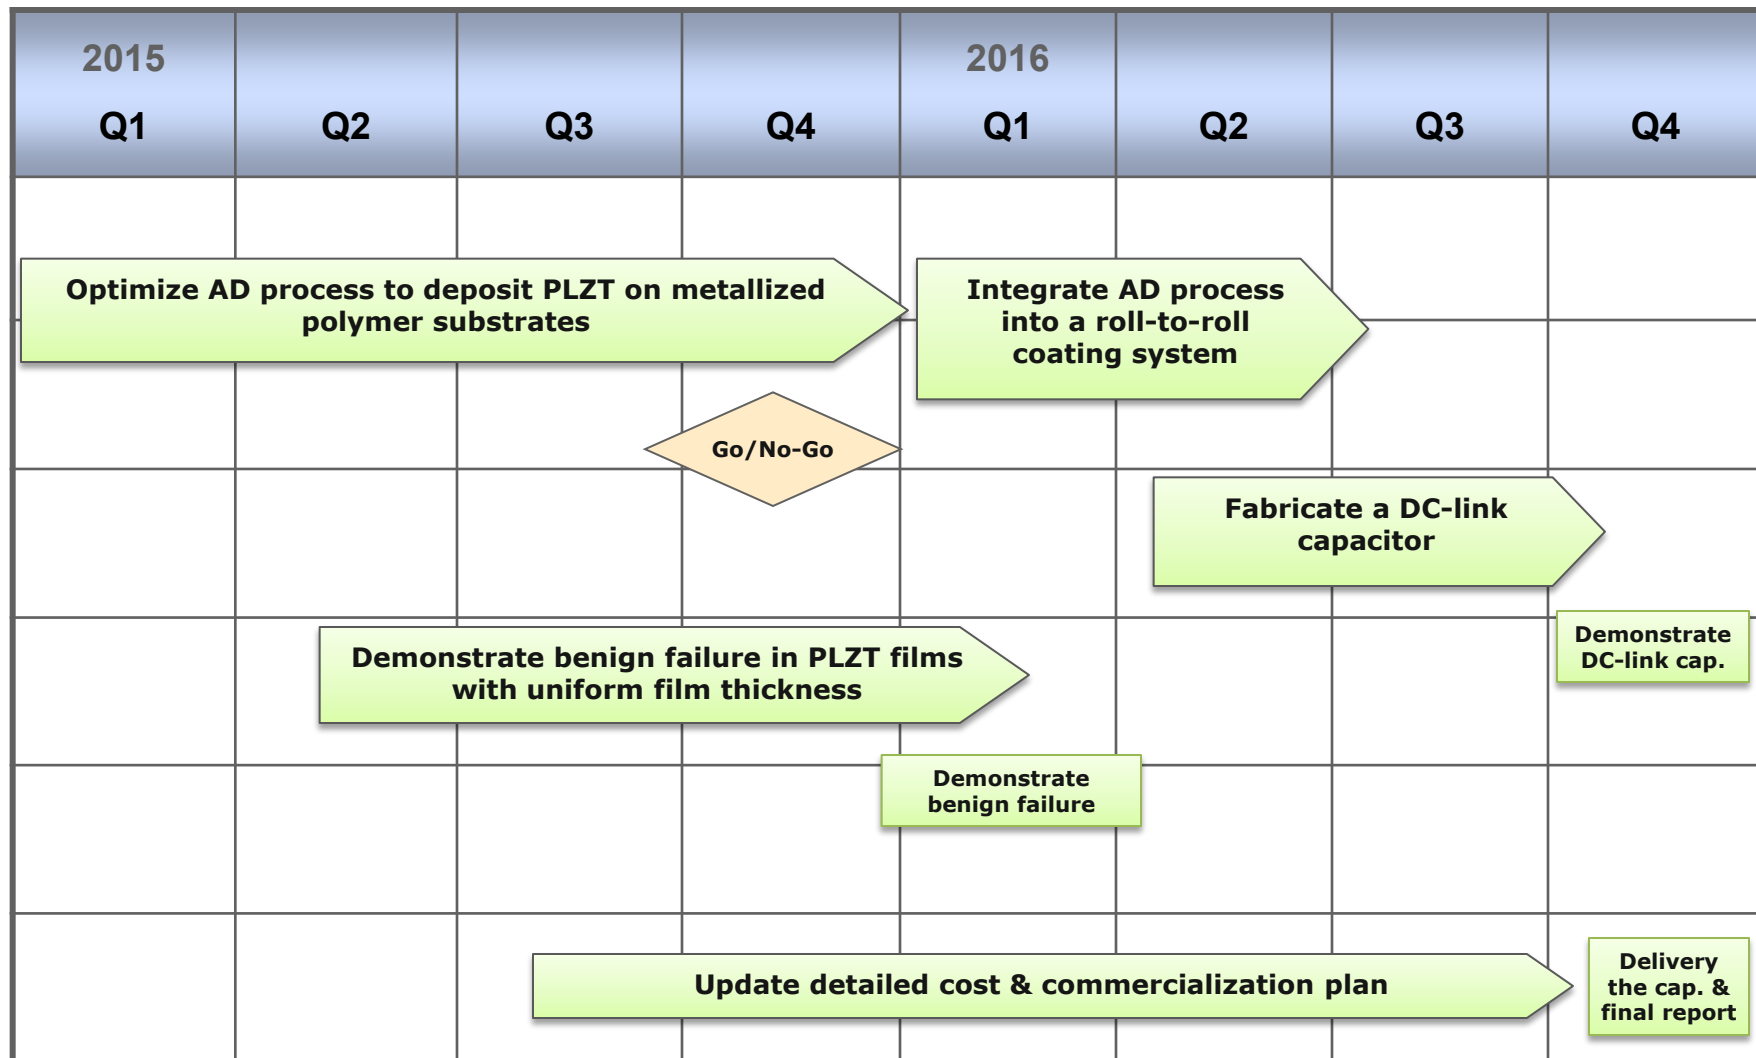 2015
2016
Q1
Q2
Q3
Q4
Q1
Q2
Q3
Q4
Optimize AD process to deposit PLZT on metallized
polymer substrates
Integrate AD process
into a roll-to-roll
coating system
Go/No-Go
Fabricate a DC-link
capacitor
Demonstrate
DC-link cap.
Demonstrate benign failure in PLZT films
with uniform film thickness
Demonstrate
benign failure
Update detailed cost & commercialization plan
Delivery
the cap. &
final report